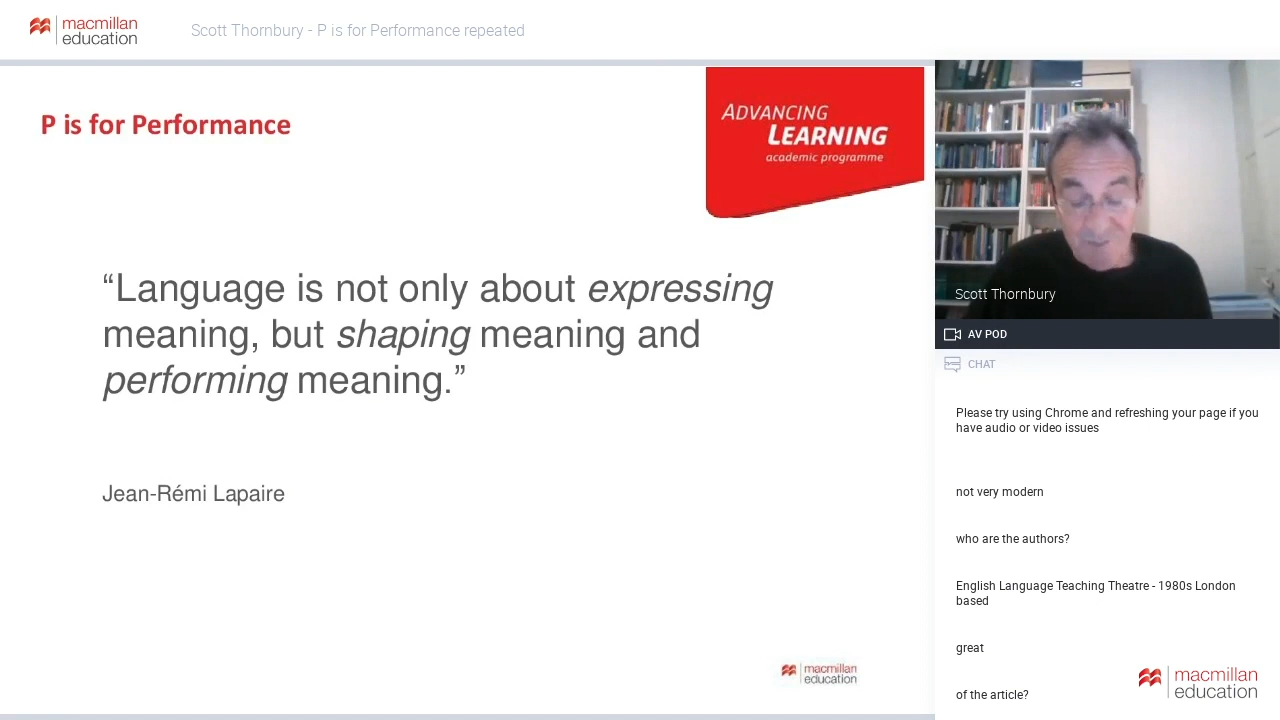 macmillan
education
Scott Thornbury - P is for Performance repeated
P is for Performance
ADVANCING
LEARNING
academic programme
“Language is not only about expressing
meaning, but shaping meaning and
performing meaning.”
Jean-Rémi Lapaire
macmillan
education
Scott Thornbury
AV POD
CHAT
Please try using Chrome and refreshing your page if you
have audio or video issues
not very modern
who are the authors?
English Language Teaching Theatre - 1980s London
based
great
of the article?
macmillan
education